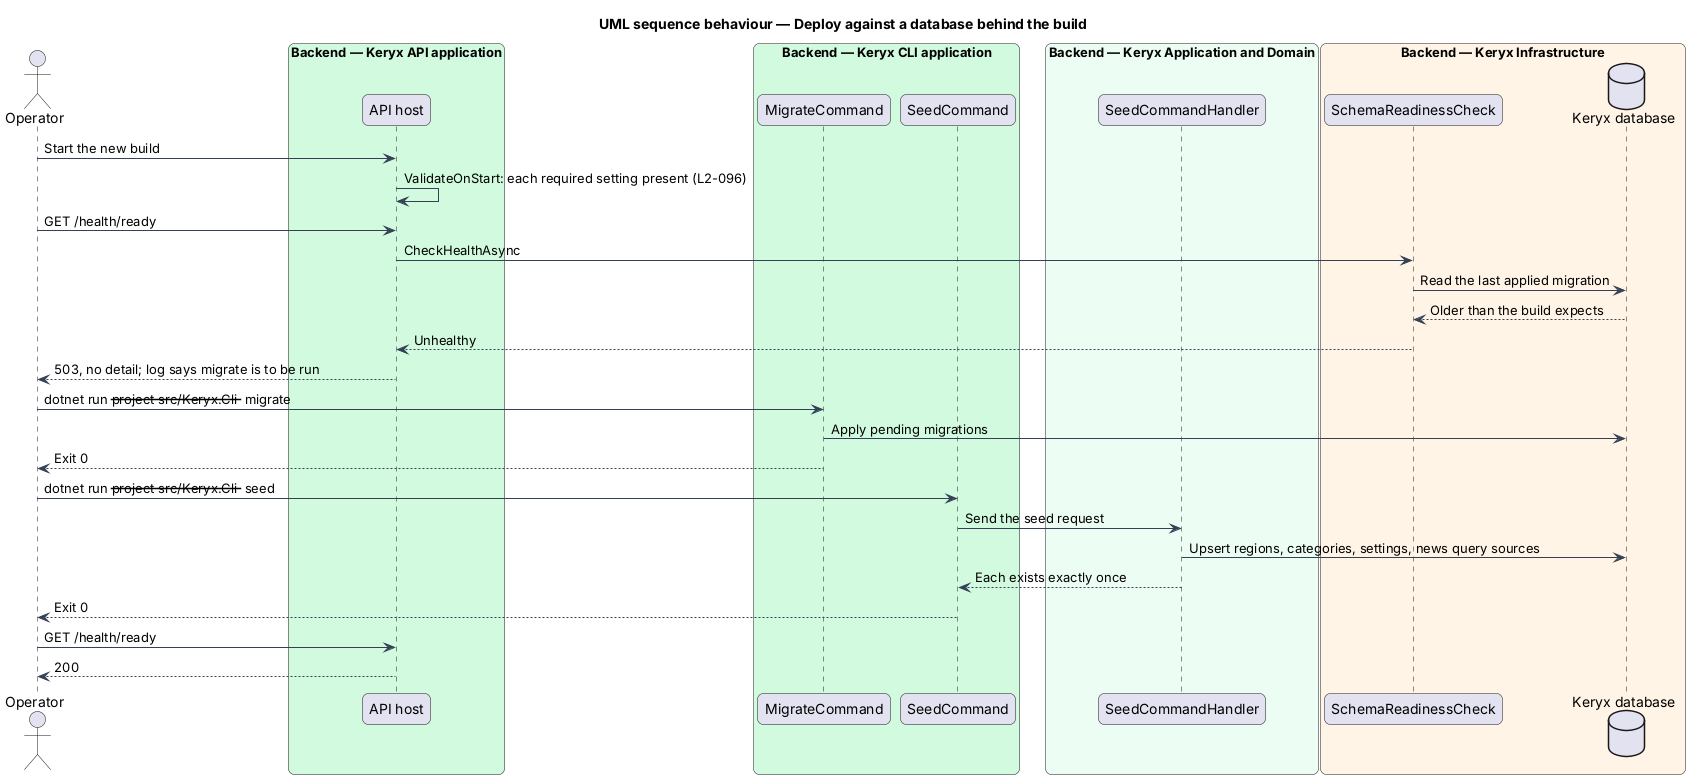 UML sequence behaviour — Deploy against a database behind the build
Backend — Keryx API application
Backend — Keryx CLI application
Backend — Keryx Application and Domain
Backend — Keryx Infrastructure
Operator
API host
MigrateCommand
SeedCommand
SeedCommandHandler
SchemaReadinessCheck
Keryx database
Start the new build
ValidateOnStart: each required setting present (L2-096)
GET /health/ready
CheckHealthAsync
Read the last applied migration
Older than the build expects
Unhealthy
503, no detail; log says migrate is to be run
dotnet run project src/Keryx.Cli migrate
Apply pending migrations
Exit 0
dotnet run project src/Keryx.Cli seed
Send the seed request
Upsert regions, categories, settings, news query sources
Each exists exactly once
Exit 0
GET /health/ready
200
Operator
API host
MigrateCommand
SeedCommand
SeedCommandHandler
SchemaReadinessCheck
Keryx database